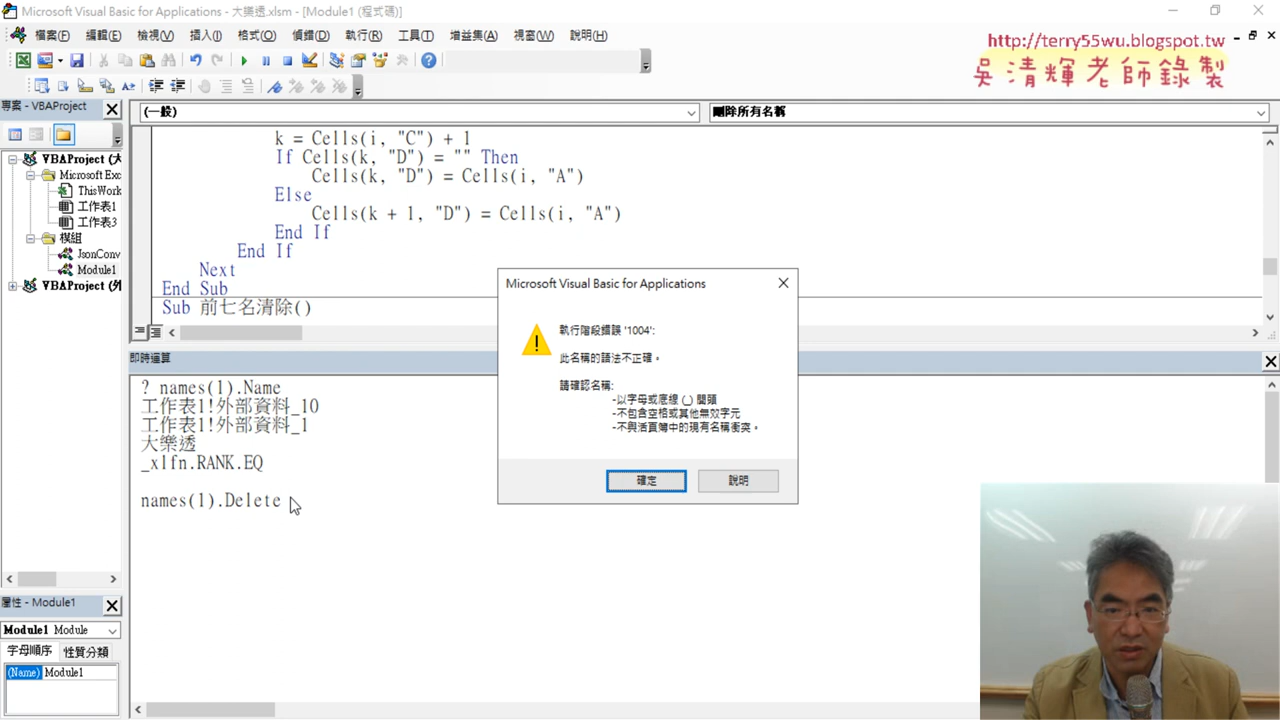 Microsoft Visual Basic for Applications - 大樂透.xlsm - [Module1 (程式碼)]
檔案(F) 編輯(E) 檢視(V) 插入(I) 格式(O) 偵錯(D) 執行(R) 工具(T) 增益集(A) 視窗(W) 說明(H)
http://terry55wu.blogspot.tw
吳清輝老師錄製
專案 - VBAProject
(一般)
刪除所有名稱
VBAProject (大
Microsoft Exc
ThisWork
工作表1
工作表3
模組
JsonConv
Module1
VBAProject (外
k = Cells(i, "C") + 1
If Cells(k, "D") = "" Then
Cells(k, "D") = Cells(i, "A")
Else
Cells(k + 1, "D") = Cells(i, "A")
End If
End If
Next
End Sub
Sub 前七名清除()
即時運算
? names(1).Name
工作表1!外部資料_10
工作表1!外部資料_1
大樂透
_xlfn.RANK.EQ
names(1).Delete
Microsoft Visual Basic for Applications
執行階段錯誤 '1004':
此名稱的語法不正確。
請確認名稱:
-以字母或底線 (_) 開頭
-不包含空格或其他無效字元
-不與活頁簿中的現有名稱衝突。
確定
說明
屬性 - Module1
Module1 Module
字母順序 性質分類
(Name) Module1